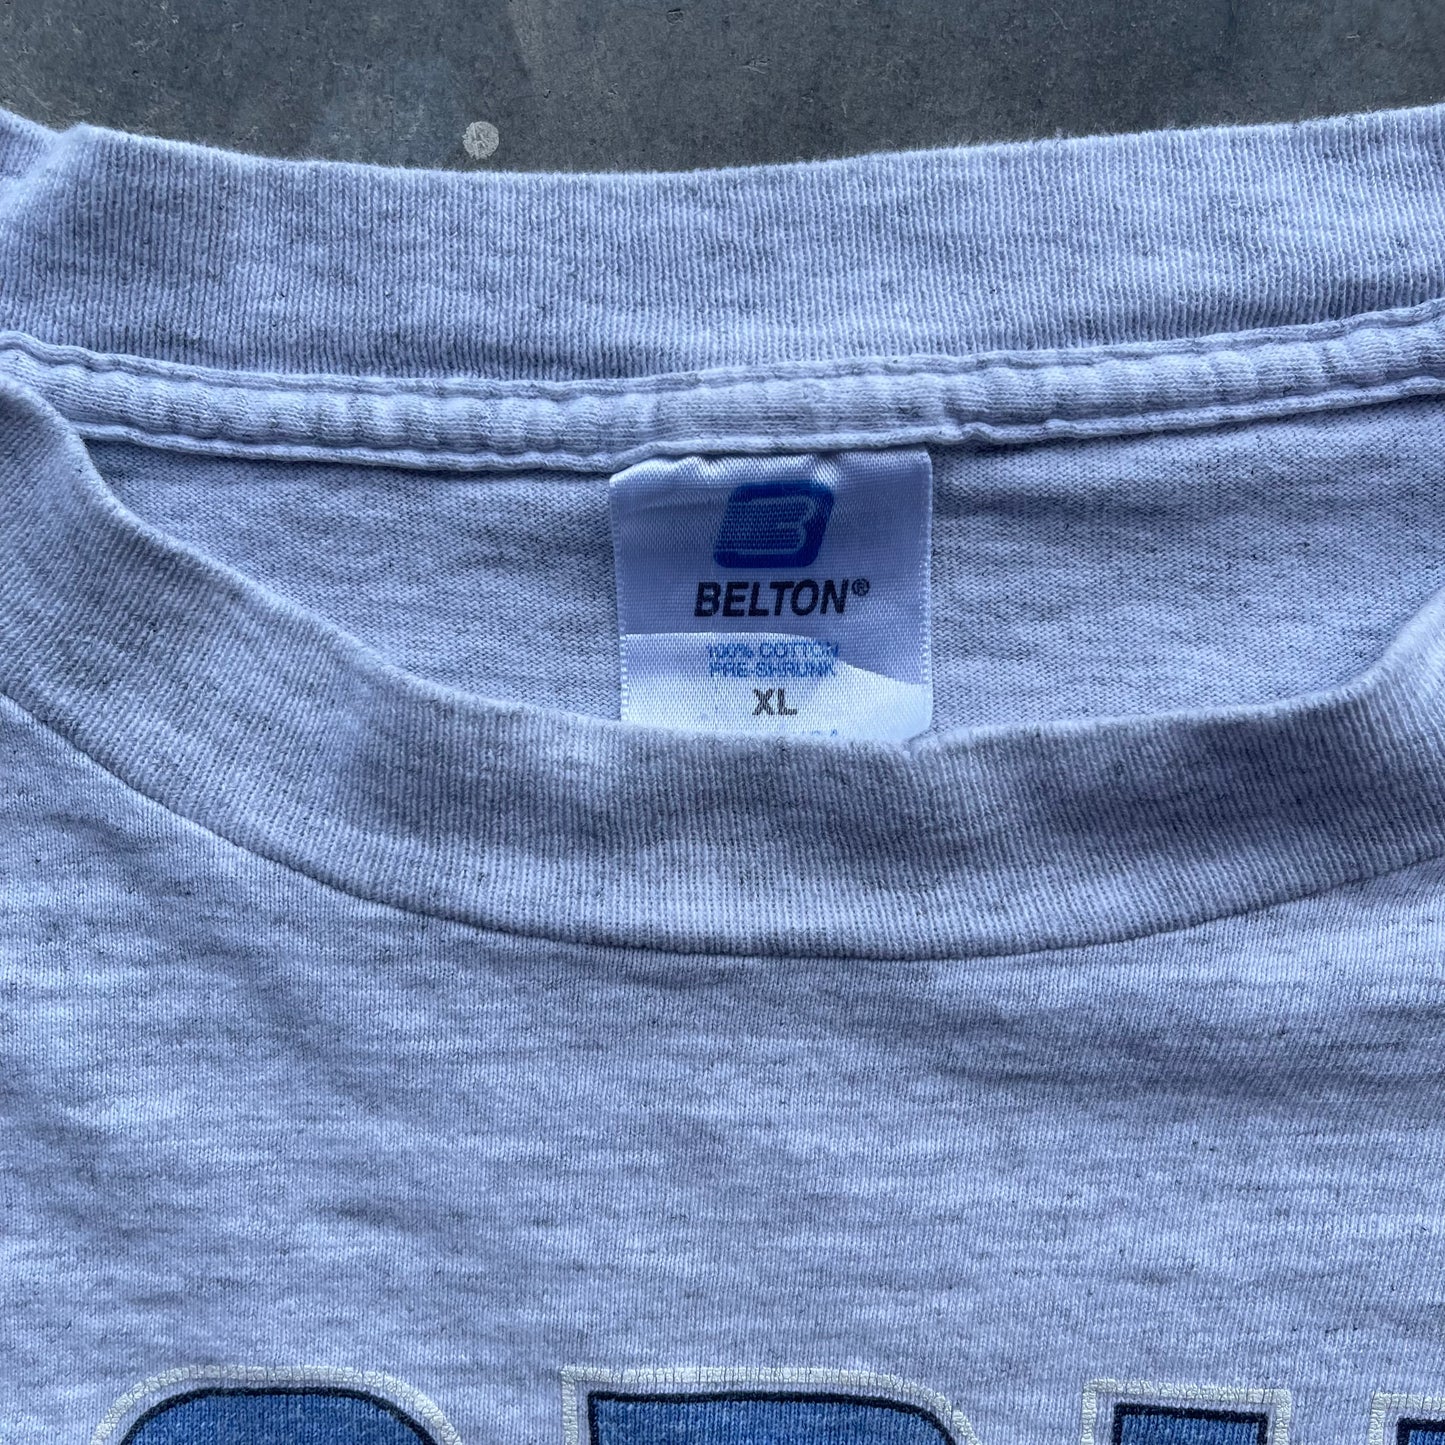 B
BELTON®
100% COTTON
PRE-SHRUNK
XL